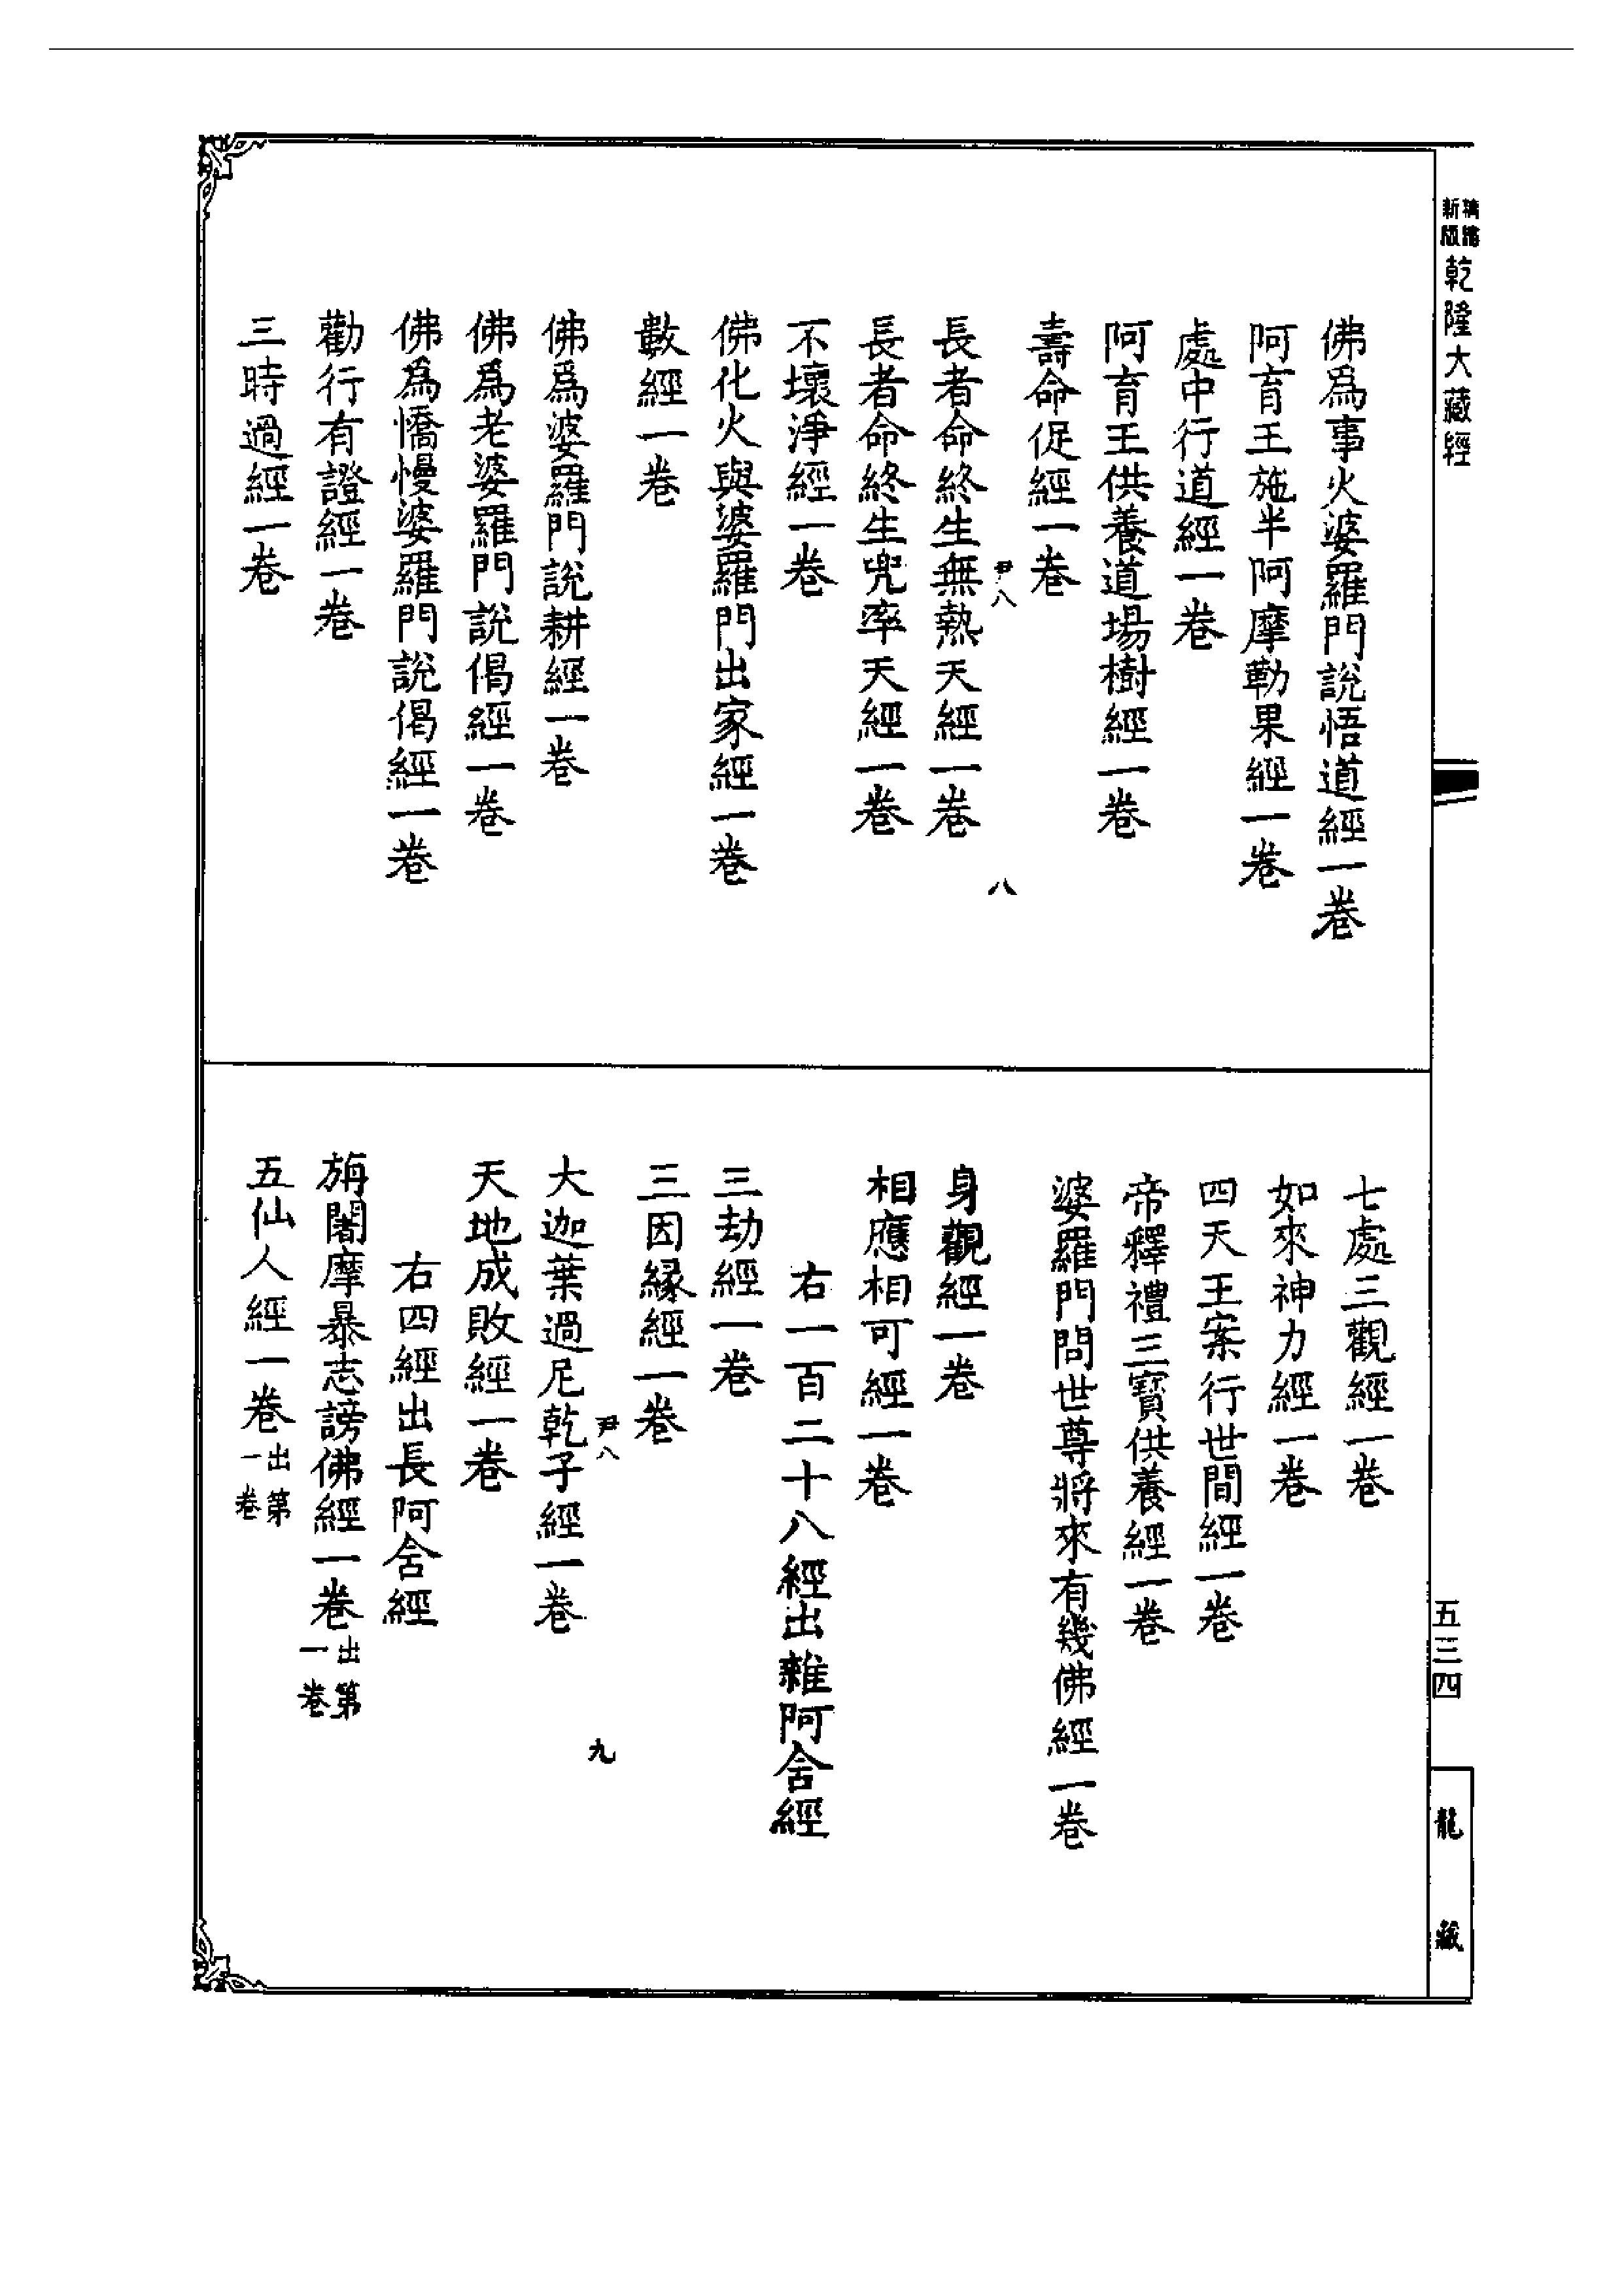 新版
精縮
乾隆大藏經
佛爲事火婆羅門說悟道經一卷
阿育王施半阿摩勒果經一卷
處中行道經一卷
阿育王供養道場樹經一卷
壽命促經一卷
尹八
八
長者命終生無熱天經一卷
長者命終生兜率天經一卷
不壞淨經一卷
佛化火與婆羅門出家經一卷
數經一卷
佛爲婆羅門說耕經一卷
佛爲老婆羅門說偈經一卷
佛爲憍慢婆羅門說偈經一卷
勸行有證經一卷
三時過經一卷
七處三觀經一卷
如來神力經一卷
四天王案行世間經一卷
帝釋禮三寶供養經一卷
婆羅門問世尊將來有幾佛經一卷
身觀經一卷
相應相可經一卷
右一百二十八經出雜阿含經
三劫經一卷
三因緣經一卷
尹八
九
大迦葉過尼乾子經一卷
天地成敗經一卷
右四經出長阿含經
旃闍摩暴志謗佛經一卷出第一卷
五仙人經一卷出第一卷
五三四
龍藏